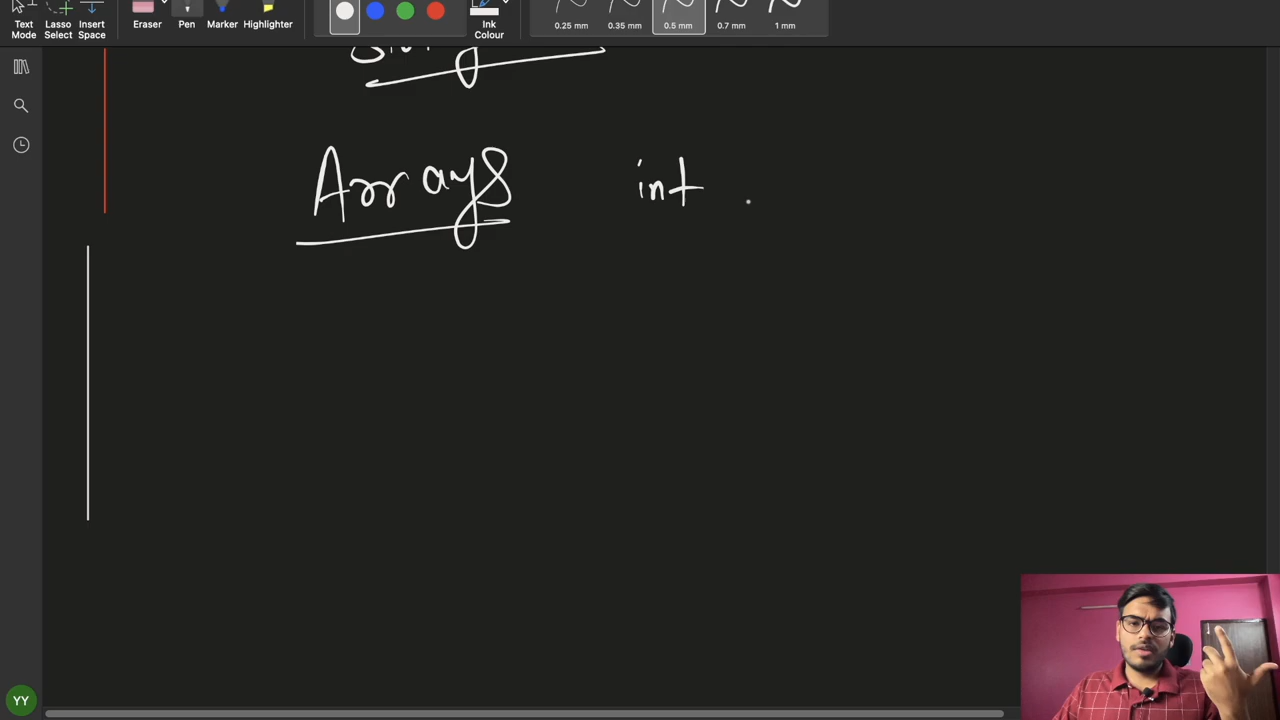 Text Mode
Lasso Select
Insert Space
Eraser
Pen
Marker
Highlighter
Ink Colour
0.25 mm
0.35 mm
0.5 mm
0.7 mm
1 mm
Arrays int
YY